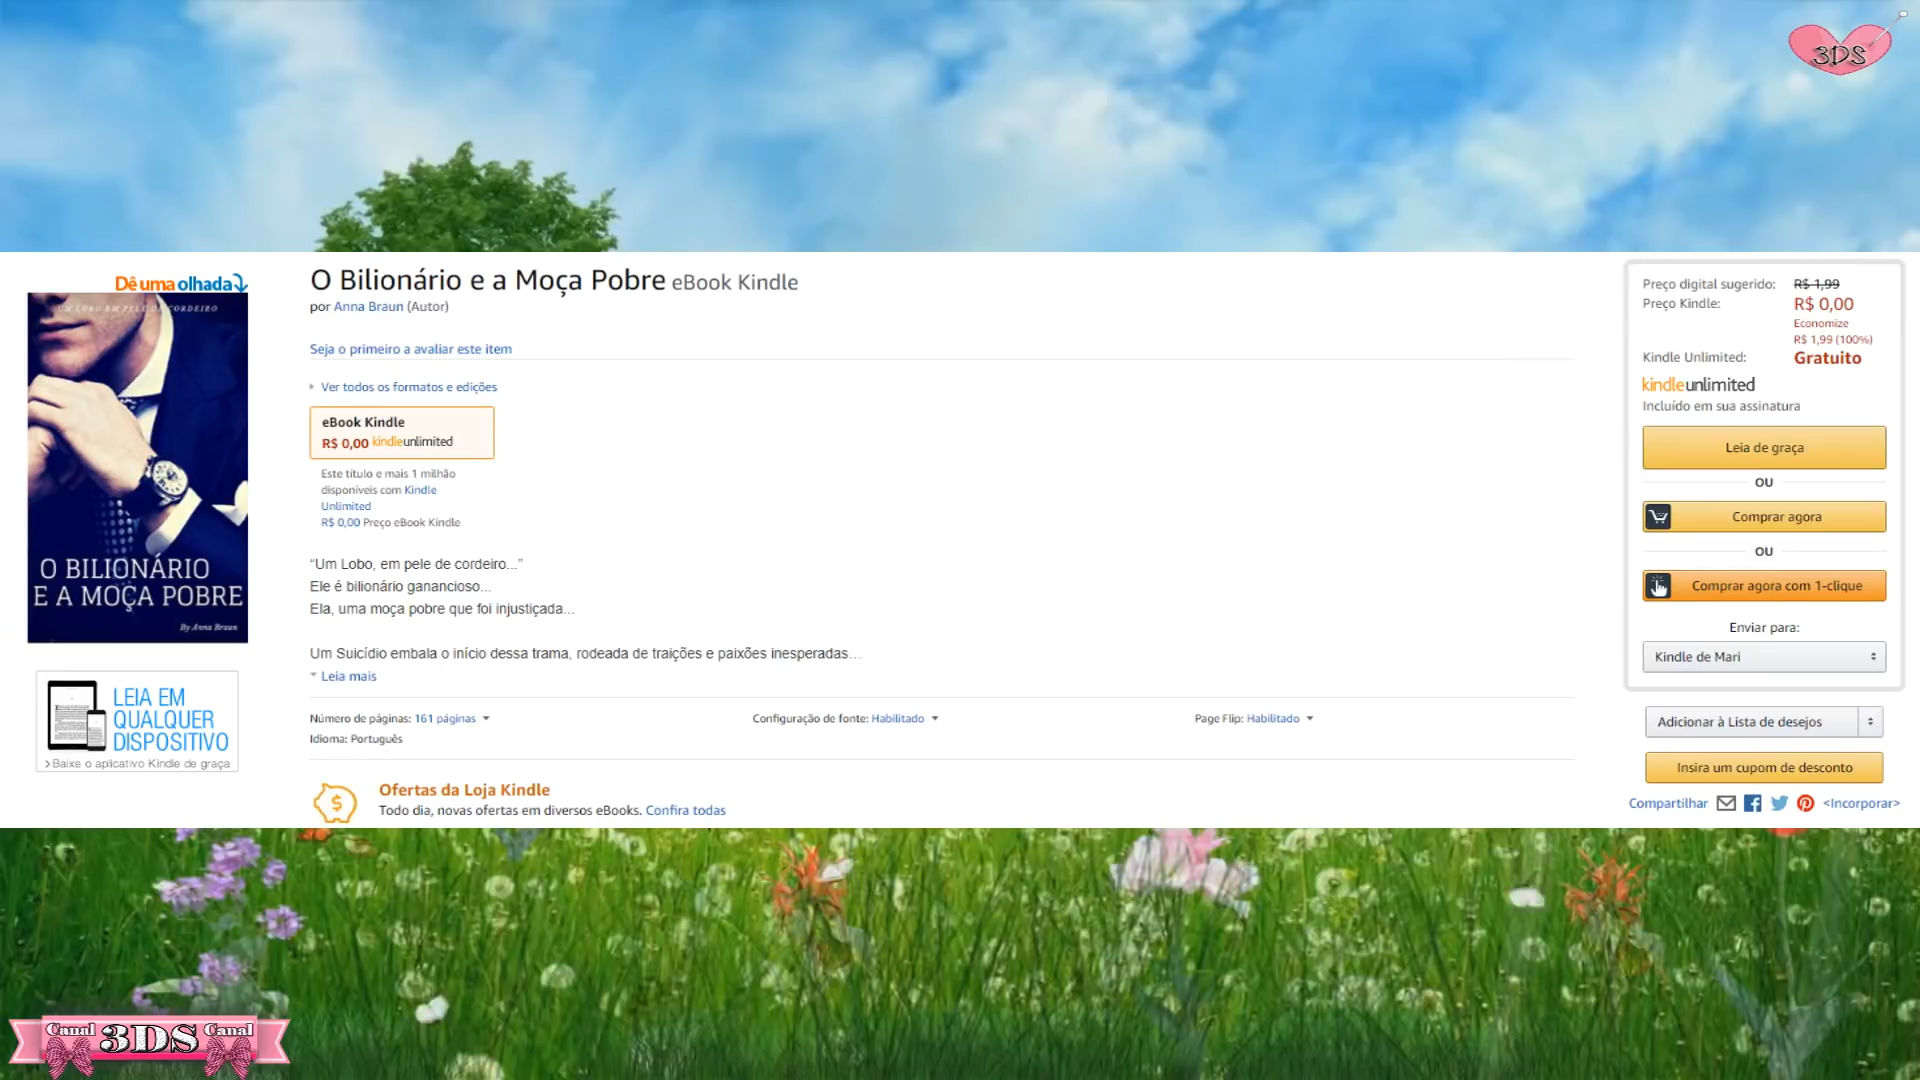 3DS
Dê uma olhada
UM LOBO EM PELE DE CORDEIRO
O BILIONÁRIO
E A MOÇA POBRE
By Anna Braun
LEIA EM
QUALQUER
DISPOSITIVO
Baixe o aplicativo Kindle de graça
O Bilionário e a Moça Pobre eBook Kindle
por Anna Braun (Autor)
Seja o primeiro a avaliar este item
Ver todos os formatos e edições
eBook Kindle
R$ 0,00 kindleunlimited
Este título e mais 1 milhão
disponíveis com Kindle
Unlimited
R$ 0,00 Preço eBook Kindle
“Um Lobo, em pele de cordeiro...”
Ele é bilionário ganancioso...
Ela, uma moça pobre que foi injustiçada...
Um Suicídio embala o início dessa trama, rodeada de traições e paixões inesperadas...
Leia mais
Número de páginas: 161 páginas
Configuração de fonte: Habilitado
Page Flip: Habilitado
Idioma: Português
Ofertas da Loja Kindle
Todo dia, novas ofertas em diversos eBooks. Confira todas
Preço digital sugerido: R$ 1,99
Preço Kindle: R$ 0,00
Economize
R$ 1,99 (100%)
Kindle Unlimited: Gratuito
kindleunlimited
Incluído em sua assinatura
Leia de graça
OU
Comprar agora
OU
Comprar agora com 1-clique
Enviar para:
Kindle de Mari
Adicionar à Lista de desejos
Insira um cupom de desconto
Compartilhar <Incorporar>
Canal 3DS Canal